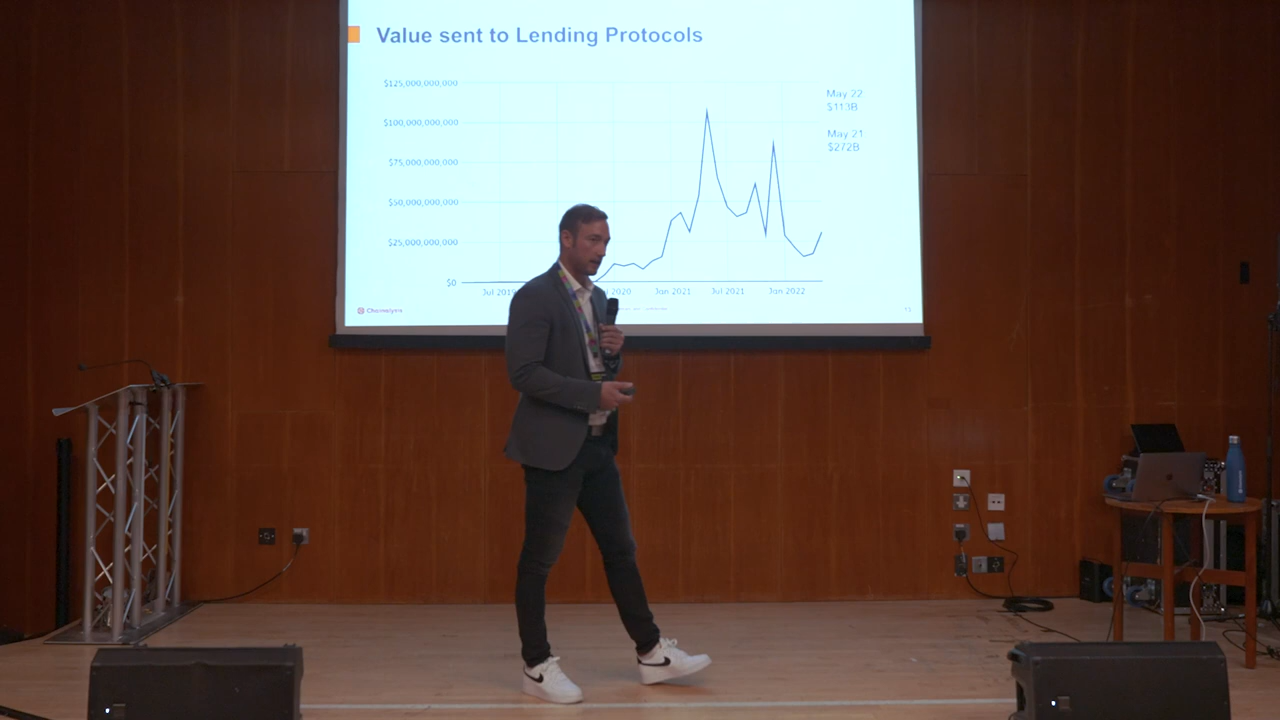 Value sent to Lending Protocols
$125,000,000,000
May 22
$113B
$100,000,000,000
May 21
$272B
$75,000,000,000
$50,000,000,000
$25,000,000,000
$0
Jul 2019
2020
Jan 2021
Jul 2021
Jan 2022
Chainalysis